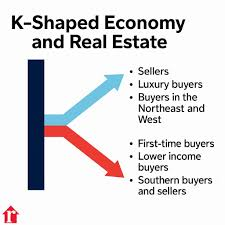 K-Shaped Economy
and Real Estate
• Sellers
• Luxury buyers
• Buyers in the
Northeast and
West
• First-time buyers
• Lower income
buyers
• Southern buyers
and sellers
r